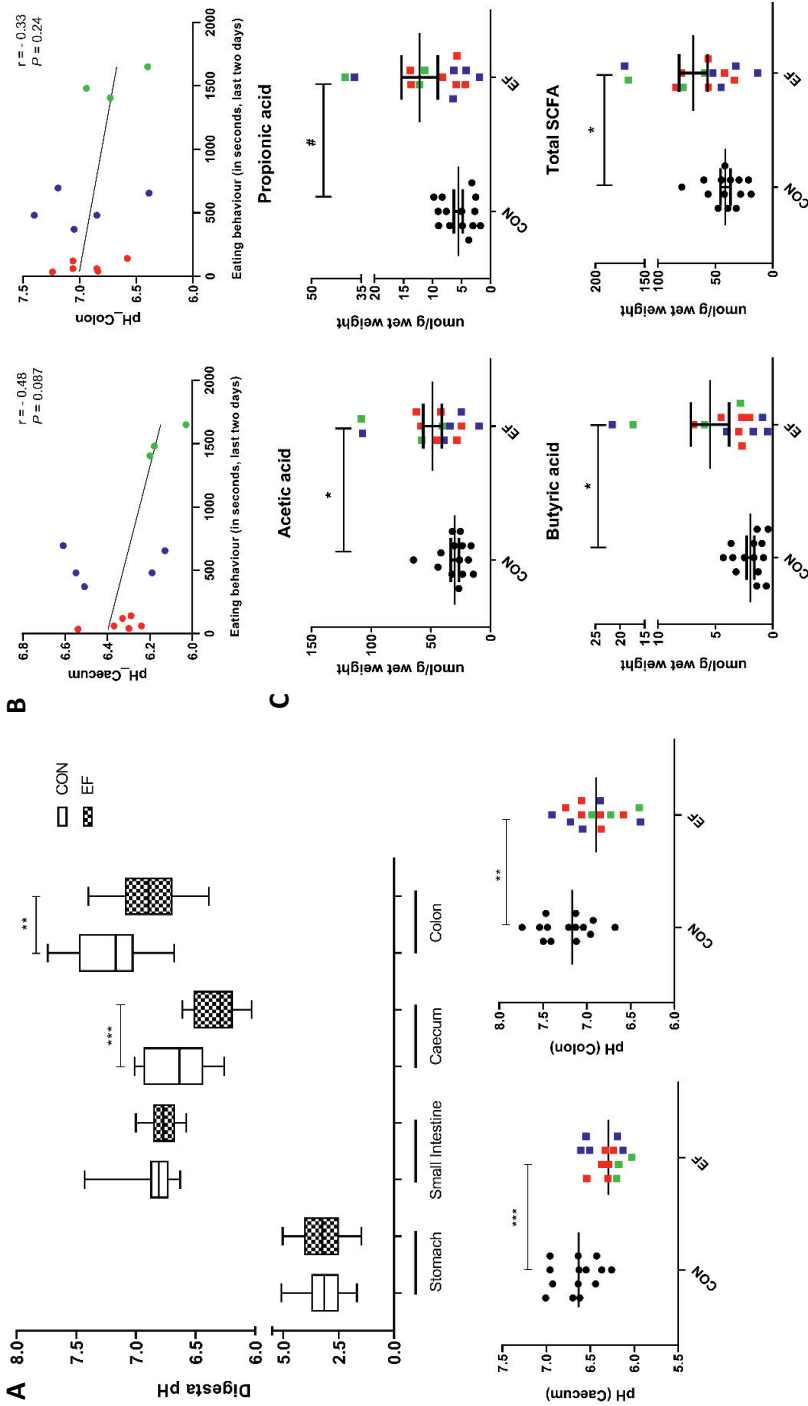 A
Digesta pH
8.0
7.5
7.0
6.5
6.0
5.0
2.5
0.0
***
**
CON
EF
Stomach
Small Intestine
Caecum
Colon
pH (Caecum)
7.5
7.0
6.5
6.0
5.5
***
CON
EF
pH (Colon)
8.0
7.5
7.0
6.5
6.0
**
CON
EF
B
pH_Caecum
6.8
6.6
6.4
6.2
6.0
0
500
1000
1500
2000
Eating behaviour (in seconds, last two days)
r = - 0.48
P = 0.087
pH_Colon
7.5
7.0
6.5
6.0
0
500
1000
1500
2000
Eating behaviour (in seconds, last two days)
r = - 0.33
P = 0.24
C
Acetic acid
umol/g wet weight
150
100
50
0
*
CON
EF
Propionic acid
umol/g wet weight
50
35
20
15
10
5
0
#
CON
EF
Butyric acid
umol/g wet weight
25
20
15
10
5
0
*
CON
EF
Total SCFA
umol/g wet weight
200
150
100
50
0
*
CON
EF